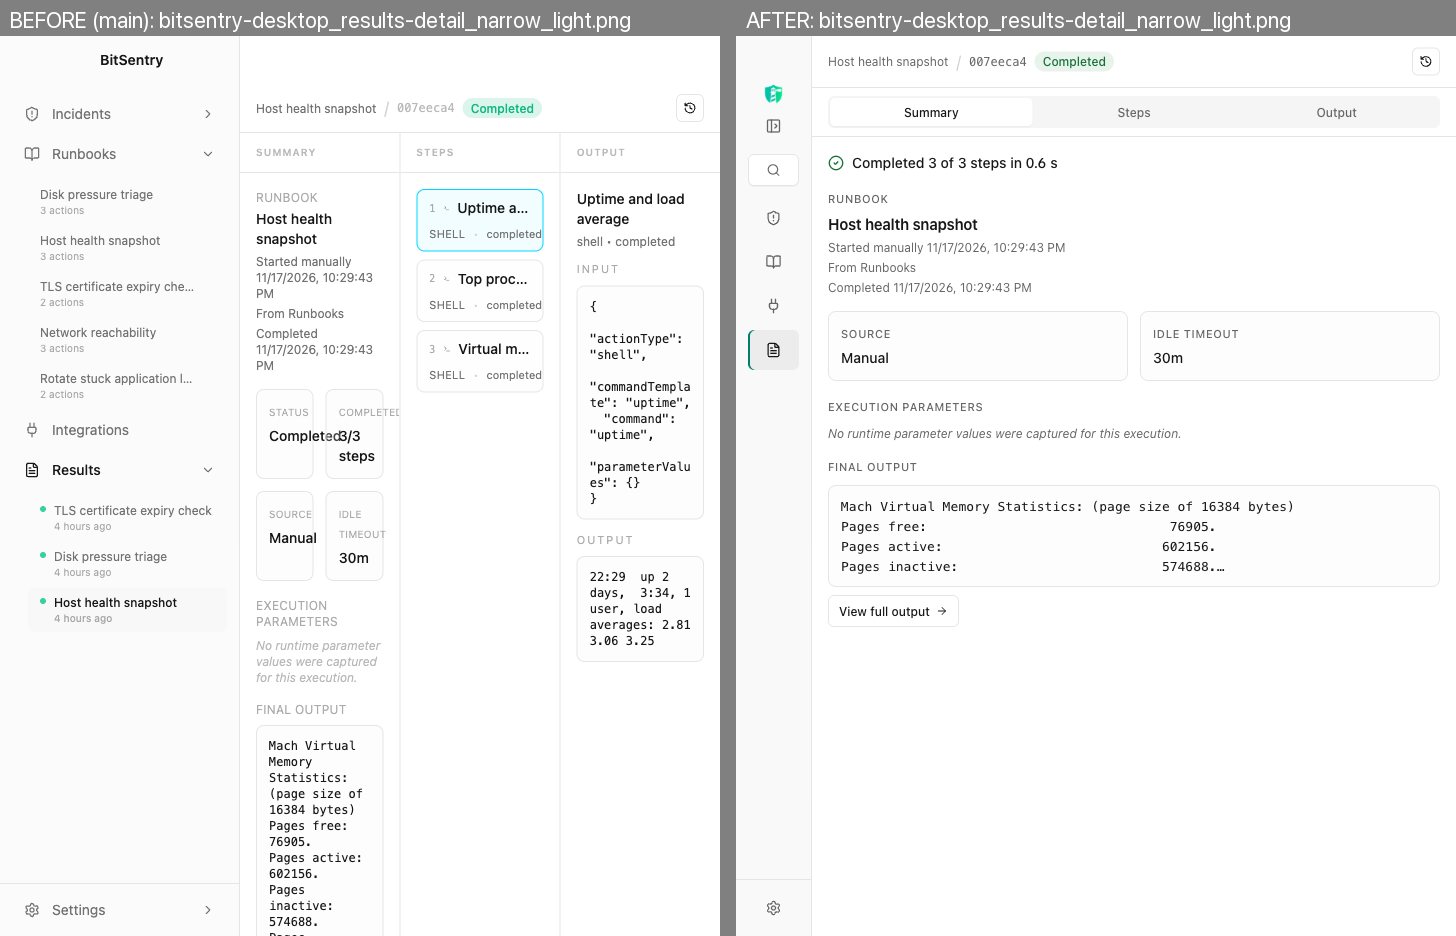 BEFORE (main): bitsentry-desktop_results-detail_narrow_light.png
BitSentry
Incidents
Runbooks
Disk pressure triage
3 actions
Host health snapshot
3 actions
TLS certificate expiry che...
2 actions
Network reachability
3 actions
Rotate stuck application l...
2 actions
Integrations
Results
TLS certificate expiry check
4 hours ago
Disk pressure triage
4 hours ago
Host health snapshot
4 hours ago
Settings
Host health snapshot / 007eeca4 Completed
SUMMARY
RUNBOOK
Host health
snapshot
Started manually
11/17/2026, 10:29:43
PM
From Runbooks
Completed
11/17/2026, 10:29:43
PM
STATUS
Completed
COMPLETED
3/3
steps
SOURCE
Manual
IDLE
TIMEOUT
30m
EXECUTION
PARAMETERS
No runtime parameter
values were captured
for this execution.
FINAL OUTPUT
Mach Virtual
Memory
Statistics:
(page size of
16384 bytes)
Pages free:
76905.
Pages active:
602156.
Pages
inactive:
574688.
STEPS
1 Uptime a...
SHELL · completed
2 Top proc...
SHELL · completed
3 Virtual m...
SHELL · completed
OUTPUT
Uptime and load
average
shell • completed
INPUT
{
"actionType":
"shell",
"commandTempla
te": "uptime",
"command":
"uptime",
"parameterValu
es": {}
}
OUTPUT
22:29 up 2
days, 3:34, 1
user, load
averages: 2.81
3.06 3.25
AFTER: bitsentry-desktop_results-detail_narrow_light.png
Host health snapshot / 007eeca4 Completed
Summary Steps Output
Completed 3 of 3 steps in 0.6 s
RUNBOOK
Host health snapshot
Started manually 11/17/2026, 10:29:43 PM
From Runbooks
Completed 11/17/2026, 10:29:43 PM
SOURCE
Manual
IDLE TIMEOUT
30m
EXECUTION PARAMETERS
No runtime parameter values were captured for this execution.
FINAL OUTPUT
Mach Virtual Memory Statistics: (page size of 16384 bytes)
Pages free: 76905.
Pages active: 602156.
Pages inactive: 574688.…
View full output →